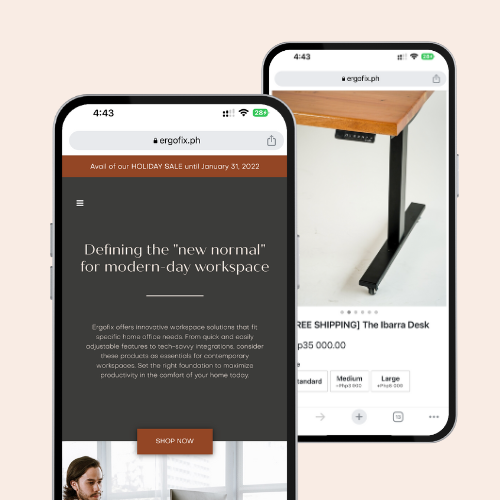 4:43
28
ergofix.ph
Avail of our HOLIDAY SALE until January 31, 2022
Defining the "new normal"
for modern-day workspace
Ergofix offers innovative workspace solutions that fit
specific home office needs. From quick and easily
adjustable features to tech-savvy integrations, consider
these products as essentials for contemporary
workspaces. Set the right foundation to maximize
productivity in the comfort of your home today.
SHOP NOW
4:43
28
ergofix.ph
REE SHIPPING] The Ibarra Desk
p35 000.00
e
tandard
Medium
Large